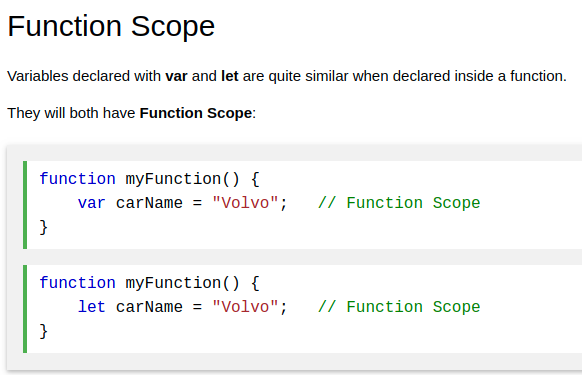 Function Scope
Variables declared with var and let are quite similar when declared inside a function.
They will both have Function Scope:
function myFunction() {
    var carName = "Volvo";   // Function Scope
}
function myFunction() {
    let carName = "Volvo";   // Function Scope
}